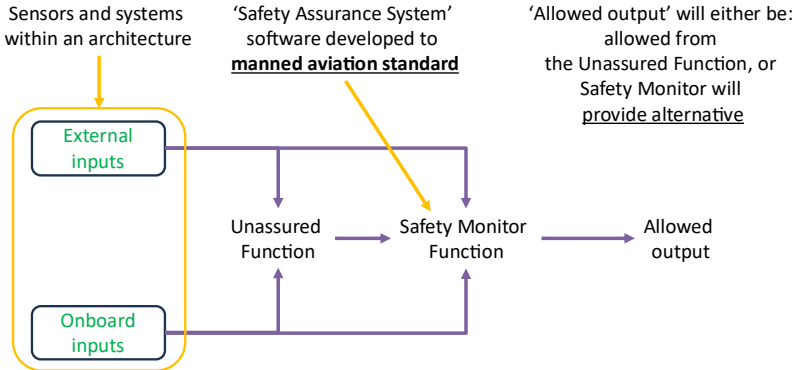 Sensors and systems
within an architecture
‘Safety Assurance System’
software developed to
manned aviation standard
‘Allowed output’ will either be:
allowed from
the Unassured Function, or
Safety Monitor will
provide alternative
External
inputs
Unassured
Function
Safety Monitor
Function
Allowed
output
Onboard
inputs